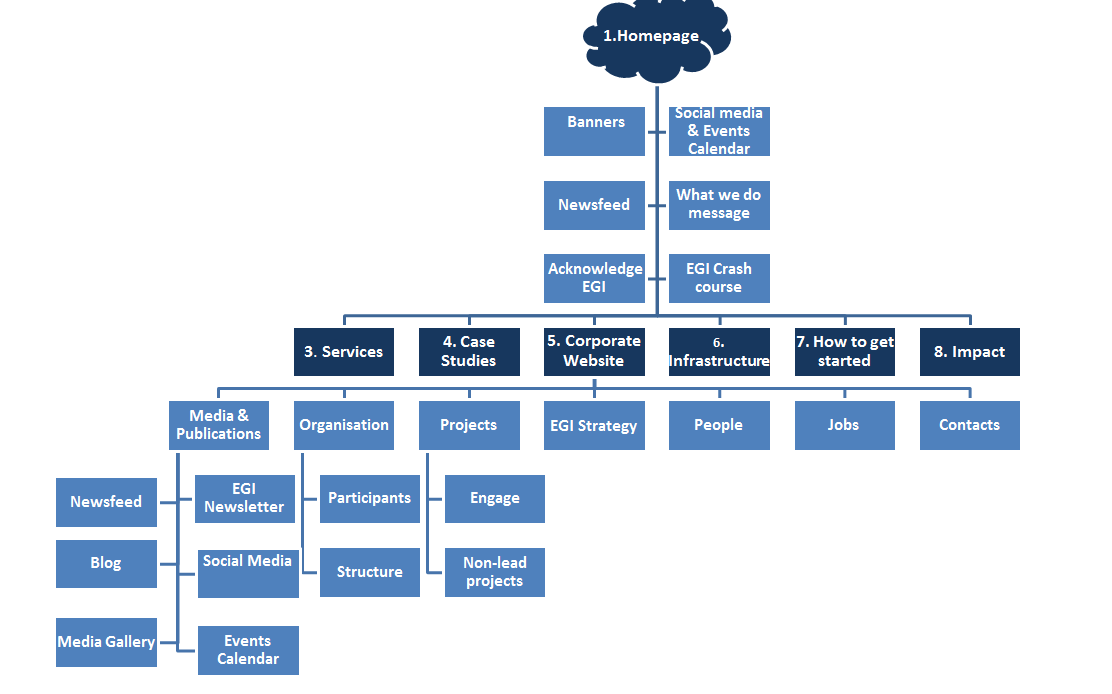 1.Homepage
Banners
Social media
& Events
Calendar
Newsfeed
What we do
message
Acknowledge
EGI
EGI Crash
course
3. Services
4. Case
Studies
5. Corporate
Website
6.
Infrastructure
7. How to get
started
8. Impact
Media &
Publications
Organisation
Projects
EGI Strategy
People
Jobs
Contacts
Newsfeed
EGI
Newsletter
Participants
Engage
Blog
Social Media
Structure
Non-lead
projects
Media Gallery
Events
Calendar